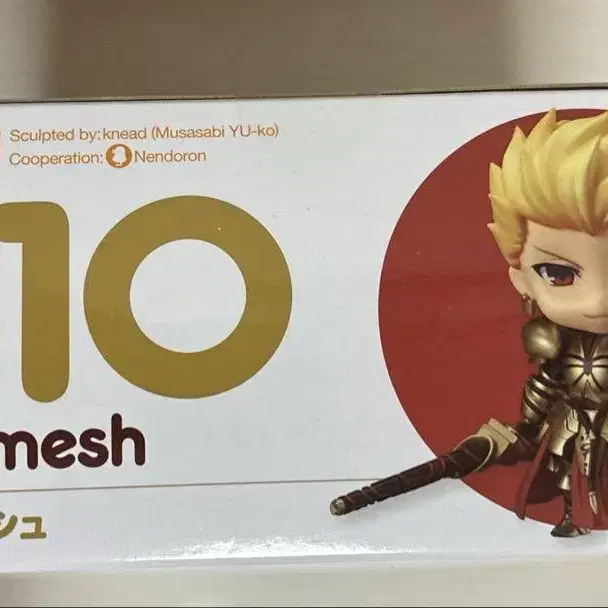 Sculpted by: knead (Musasabi YU-ko)
Cooperation: Nendoron
10
mesh
シュ